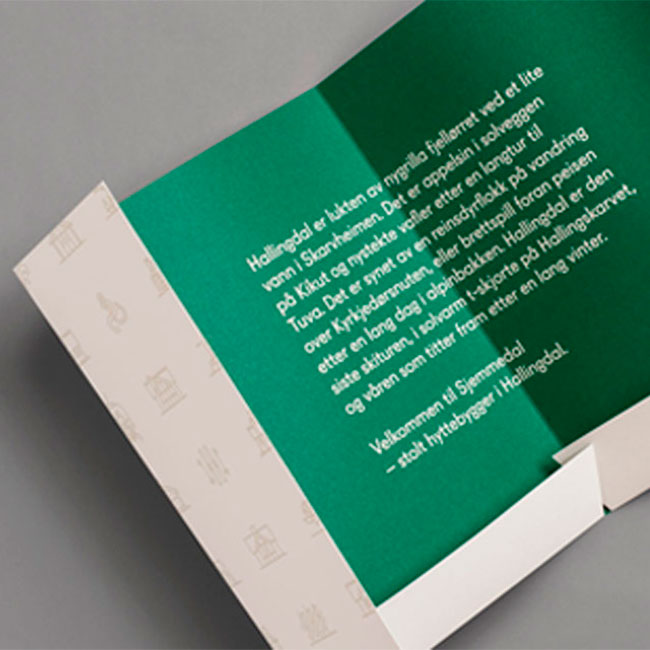 Hallingdal er lukten av nygrilla fjellørret ved et lite
vann i Skarvheimen. Det er appelsin i solveggen
på Kikut og nystekte vafler etter en langtur til
Tuva. Det er synet av en reinsdyrflokk på vandring
over Kyrkjedørsnuten, eller brettspill foran peisen
etter en lang dag i alpinbakken. Hallingdal er den
siste skituren, i solvarm t-skjorte på Hallingskarvet,
og våren som titter fram etter en lang vinter.
Velkommen til Sjemmedal
– stolt hyttebygger i Hallingdal.